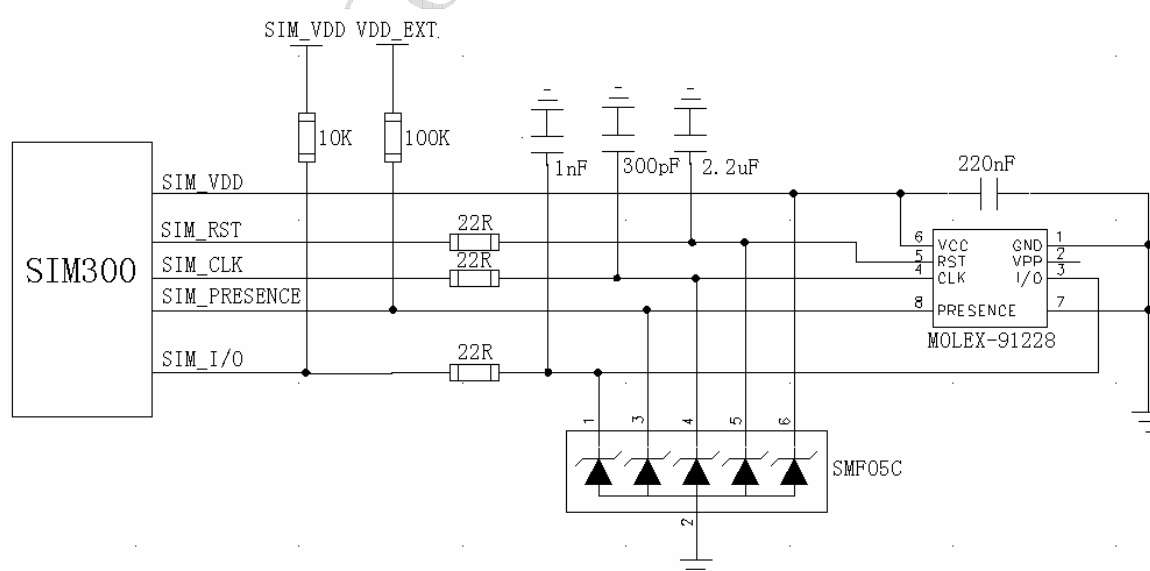 SIM_VDD VDD_EXT
10K
100K
1nF
300pF
2.2uF
220nF
SIM300
SIM_VDD
SIM_RST
SIM_CLK
SIM_PRESENCE
SIM_I/O
22R
22R
22R
6 VCC GND 1
5 RST VPP 2
4 CLK I/O 3
8 PRESENCE 7
MOLEX-91228
1 3 4 5 6
SMF05C
2